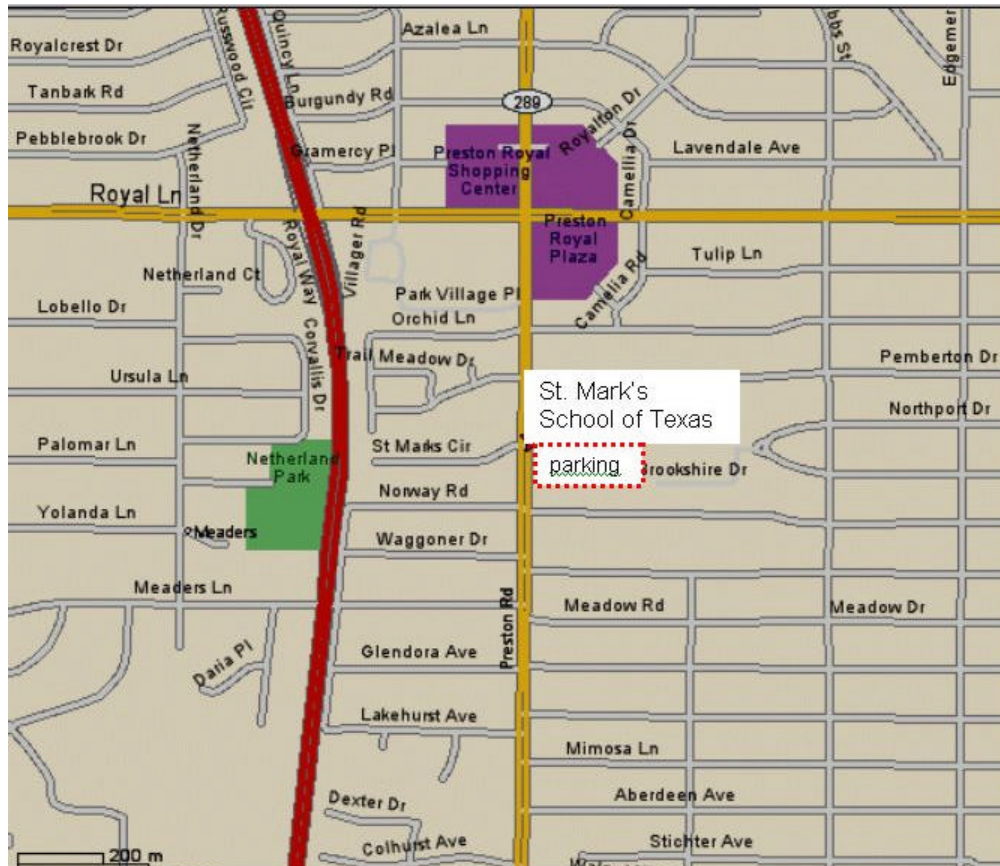 Azalea Ln
Royalcrest Dr
Russwood Cir
Quincy Ln
Tanbark Rd
Burgundy Rd
289
Pebblebrook Dr
Netherland Dr
Gramercy Pl
Preston Royal
Shopping
Center
Royalton Dr
Camellia Dr
Lavendale Ave
Royal Ln
Royal Way
Villager Rd
Preston
Royal
Plaza
Tulip Ln
Netherland Ct
Park Village Pl
Camelia Rd
Lobello Dr
Orchid Ln
Corvallis Dr
Trail Meadow Dr
Pemberton Dr
Ursula Ln
St. Mark's
School of Texas
Northport Dr
Palomar Ln
St Marks Cir
parking
Brookshire Dr
Netherland
Park
Norway Rd
Yolanda Ln
Meaders
Waggoner Dr
Meaders Ln
Meadow Rd
Meadow Dr
Preston Rd
Daria Pl
Glendora Ave
Lakehurst Ave
Mimosa Ln
Dexter Dr
Aberdeen Ave
Colhurst Ave
Stichter Ave
200 m